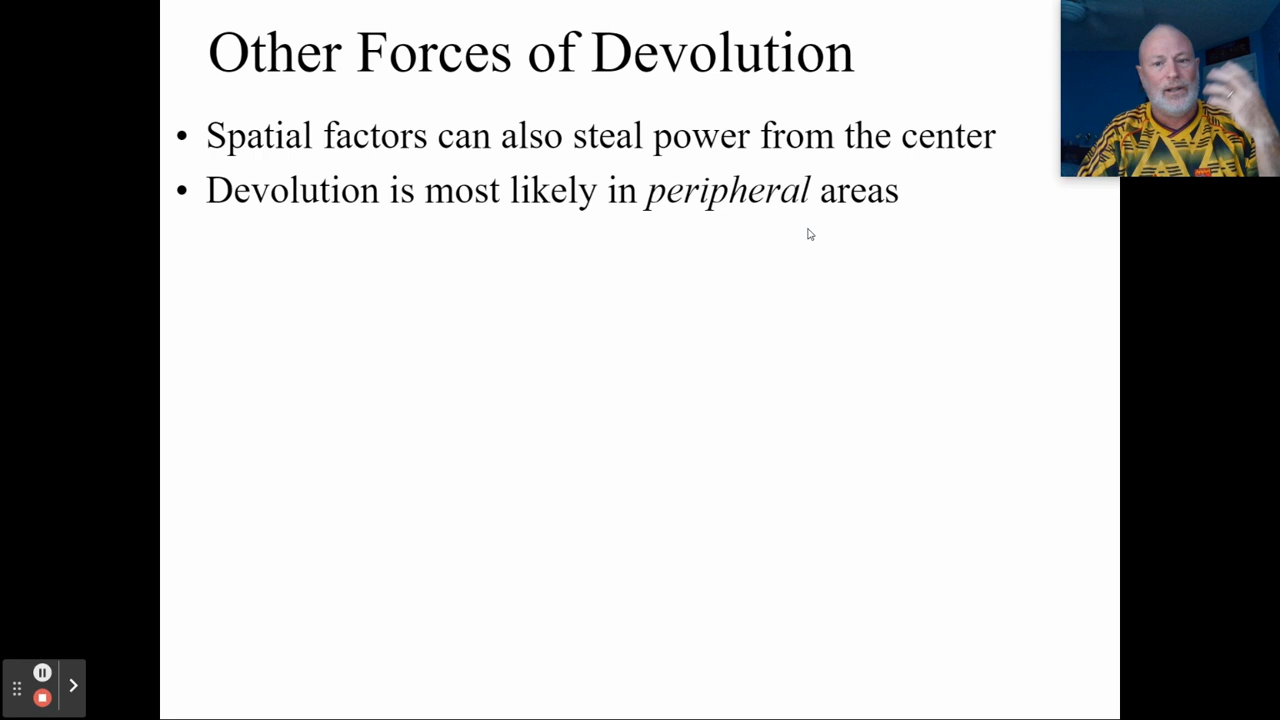 Other Forces of Devolution
• Spatial factors can also steal power from the center
• Devolution is most likely in peripheral areas